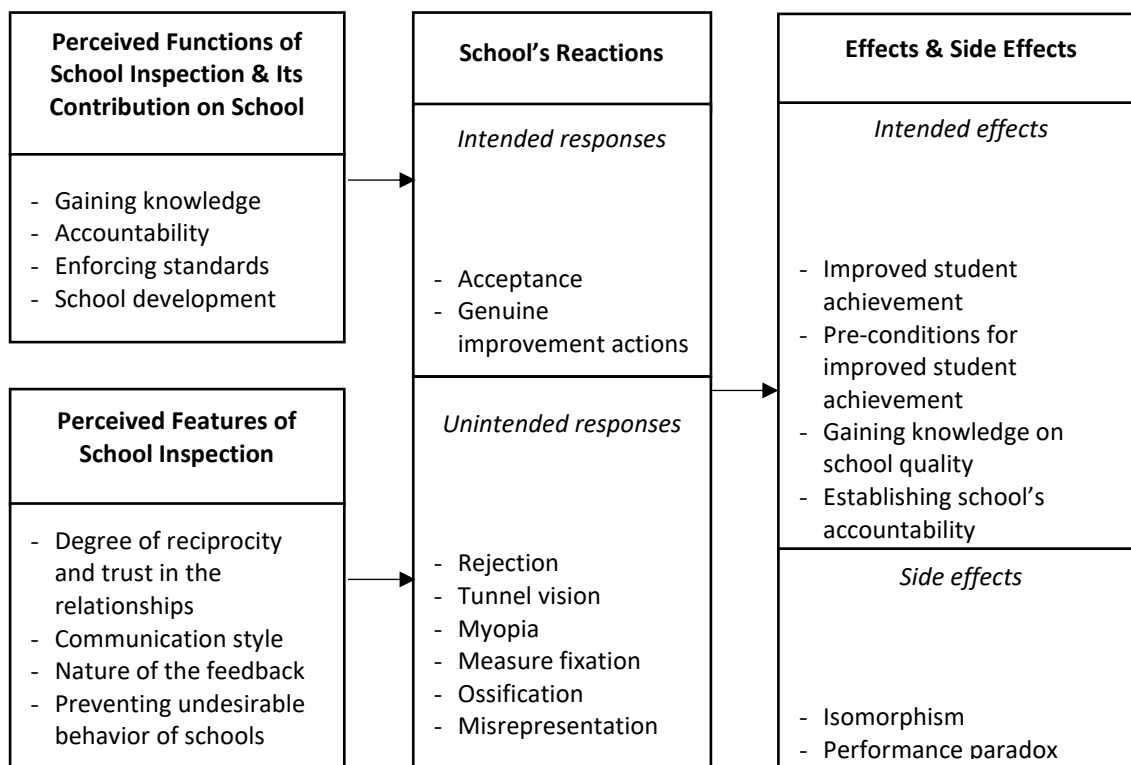 Perceived Functions of
School Inspection & Its
Contribution on School
- Gaining knowledge
- Accountability
- Enforcing standards
- School development
Perceived Features of
School Inspection
- Degree of reciprocity
and trust in the
relationships
- Communication style
- Nature of the feedback
- Preventing undesirable
behavior of schools
School’s Reactions
Intended responses
- Acceptance
- Genuine
improvement actions
Unintended responses
- Rejection
- Tunnel vision
- Myopia
- Measure fixation
- Ossification
- Misrepresentation
Effects & Side Effects
Intended effects
- Improved student
achievement
- Pre-conditions for
improved student
achievement
- Gaining knowledge on
school quality
- Establishing school’s
accountability
Side effects
- Isomorphism
- Performance paradox